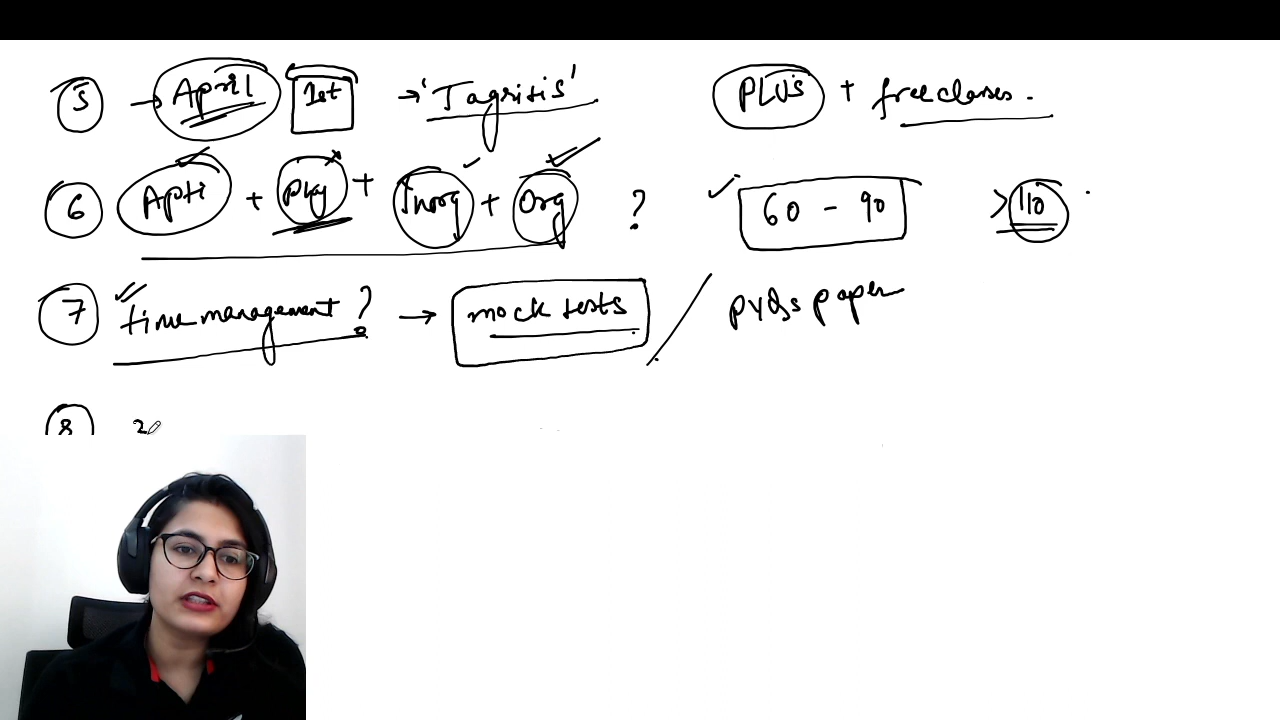 5 → April 1st → 'Jagritis' PLUS + free classes.
6 Apti + Phy + Inorg + Org ? 60 - 90 > 110
7 time management ? → mock tests / PYQs paper
8